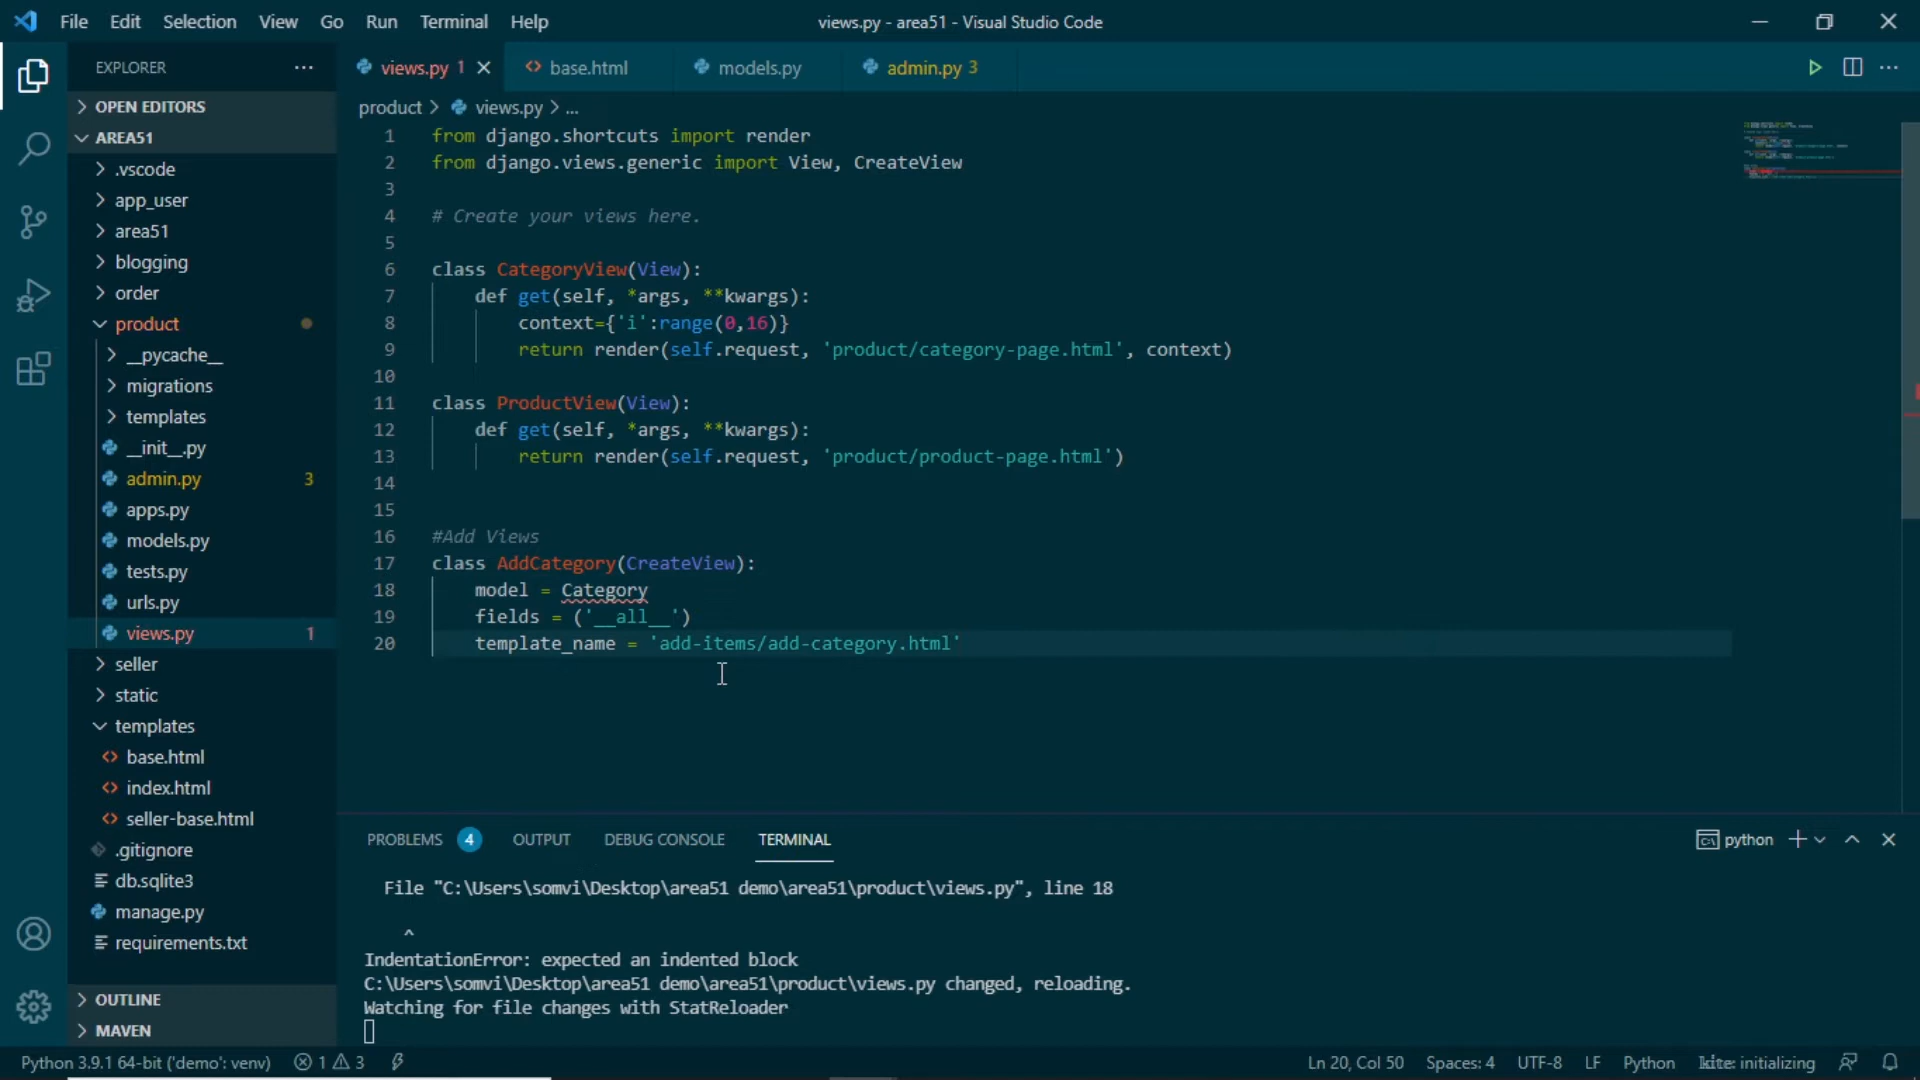 File Edit Selection View Go Run Terminal Help
views.py - area51 - Visual Studio Code
EXPLORER
OPEN EDITORS
AREA51
.vscode
app_user
area51
blogging
order
product
__pycache__
migrations
templates
__init__.py
admin.py 3
apps.py
models.py
tests.py
urls.py
views.py 1
seller
static
templates
base.html
index.html
seller-base.html
.gitignore
db.sqlite3
manage.py
requirements.txt
OUTLINE
MAVEN
views.py 1 base.html models.py admin.py 3
product > views.py > ...
1 from django.shortcuts import render
2 from django.views.generic import View, CreateView
3
4 # Create your views here.
5
6 class CategoryView(View):
7 def get(self, *args, **kwargs):
8 context={'i':range(0,16)}
9 return render(self.request, 'product/category-page.html', context)
10
11 class ProductView(View):
12 def get(self, *args, **kwargs):
13 return render(self.request, 'product/product-page.html')
14
15
16 #Add Views
17 class AddCategory(CreateView):
18 model = Category
19 fields = ('__all__')
20 template_name = 'add-items/add-category.html'
PROBLEMS 4 OUTPUT DEBUG CONSOLE TERMINAL
python
File "C:\Users\somvi\Desktop\area51 demo\area51\product\views.py", line 18
^
IndentationError: expected an indented block
C:\Users\somvi\Desktop\area51 demo\area51\product\views.py changed, reloading.
Watching for file changes with StatReloader
Python 3.9.1 64-bit ('demo': venv) 1 3
Ln 20, Col 50 Spaces: 4 UTF-8 LF Python kite: initializing